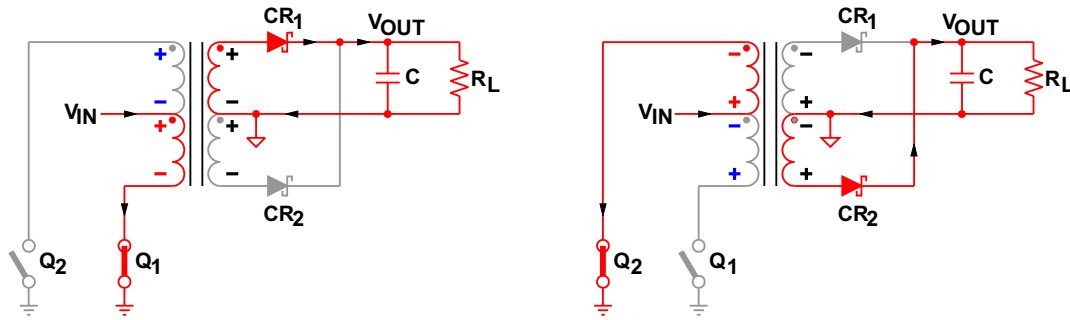 CR1
VOUT
+ +
C
RL
− −
VIN
+ +
− −
CR2
Q2 Q1
CR1
VOUT
− −
C
RL
+ +
VIN
− −
+ +
CR2
Q2 Q1